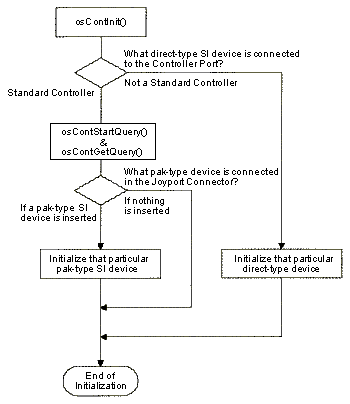 osContInit()
What direct-type SI device is connected
to the Controller Port?
Not a Standard Controller
Standard Controller
osContStartQuery()
&
osContGetQuery()
What pak-type device is connected
in the Joyport Connector?
If a pak-type SI
device is inserted
If nothing
is inserted
Initialize that particular
pak-type SI device
Initialize that particular
direct-type device
End of
Initialization